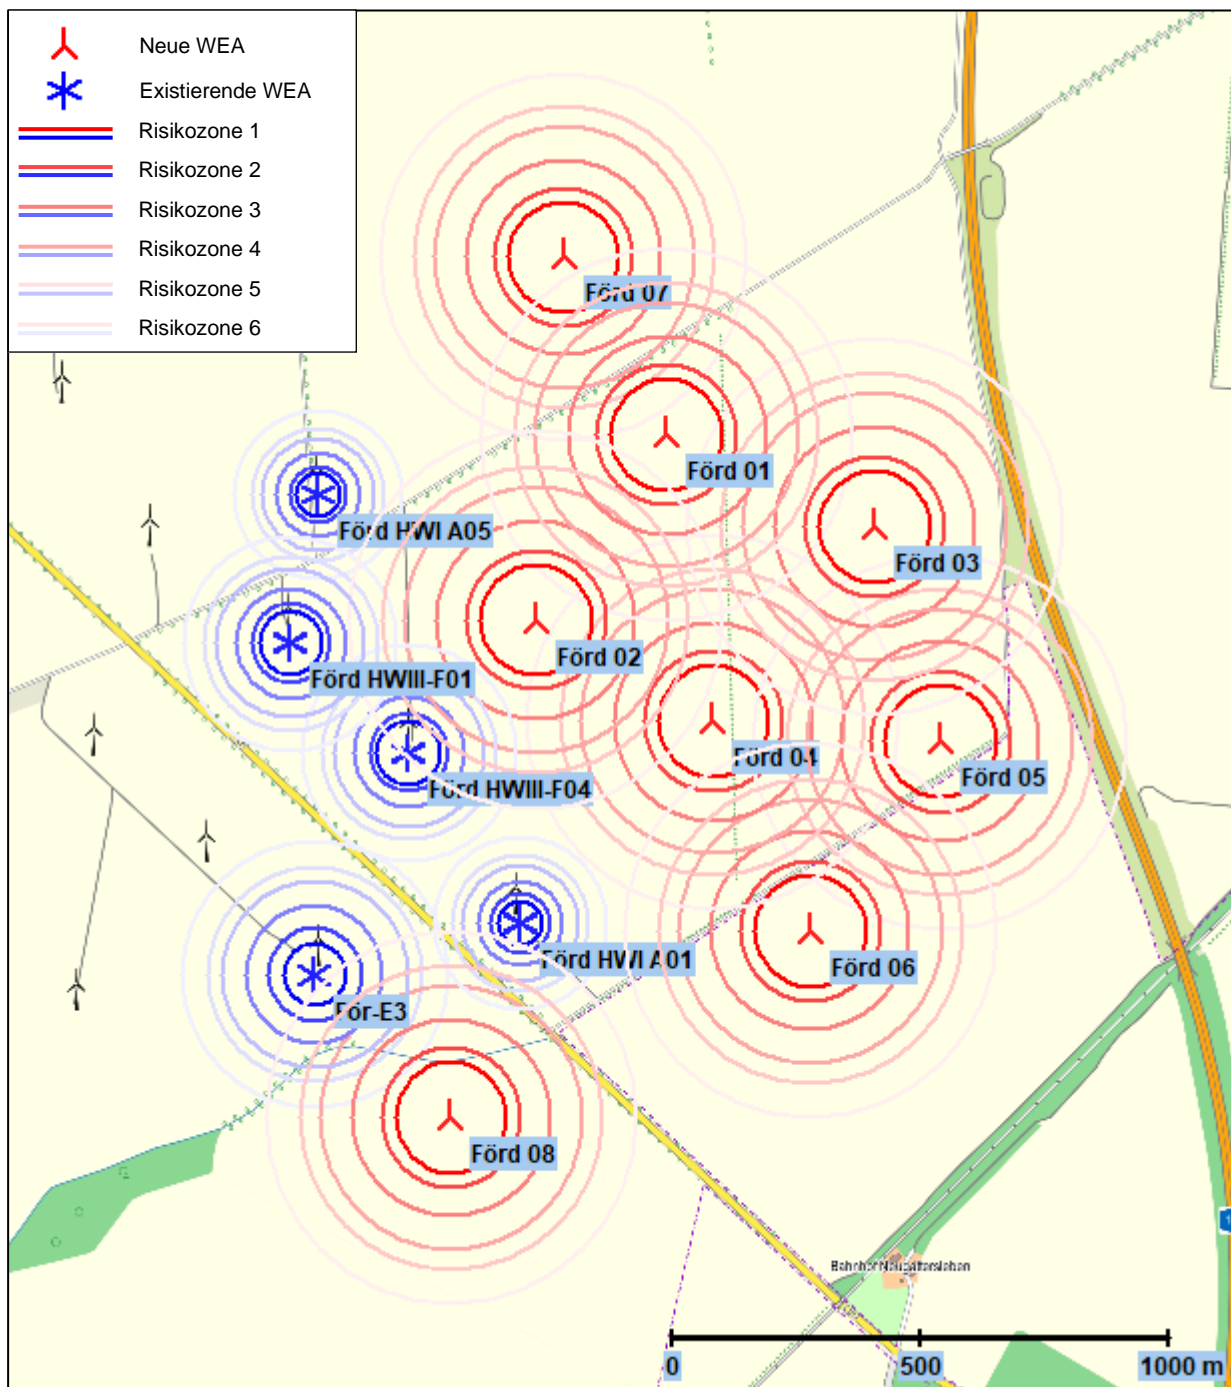 Neue WEA
Existierende WEA
Risikozone 1
Risikozone 2
Risikozone 3
Risikozone 4
Risikozone 5
Risikozone 6
Förd 07
Förd 01
Förd HWI A05
Förd 03
Förd 02
Förd HWIII-F01
Förd 04
Förd 05
Förd HWIII-F04
Förd HWI A01
Förd 06
För-E3
Förd 08
Bahnhof Neugattersleben
0 500 1000 m